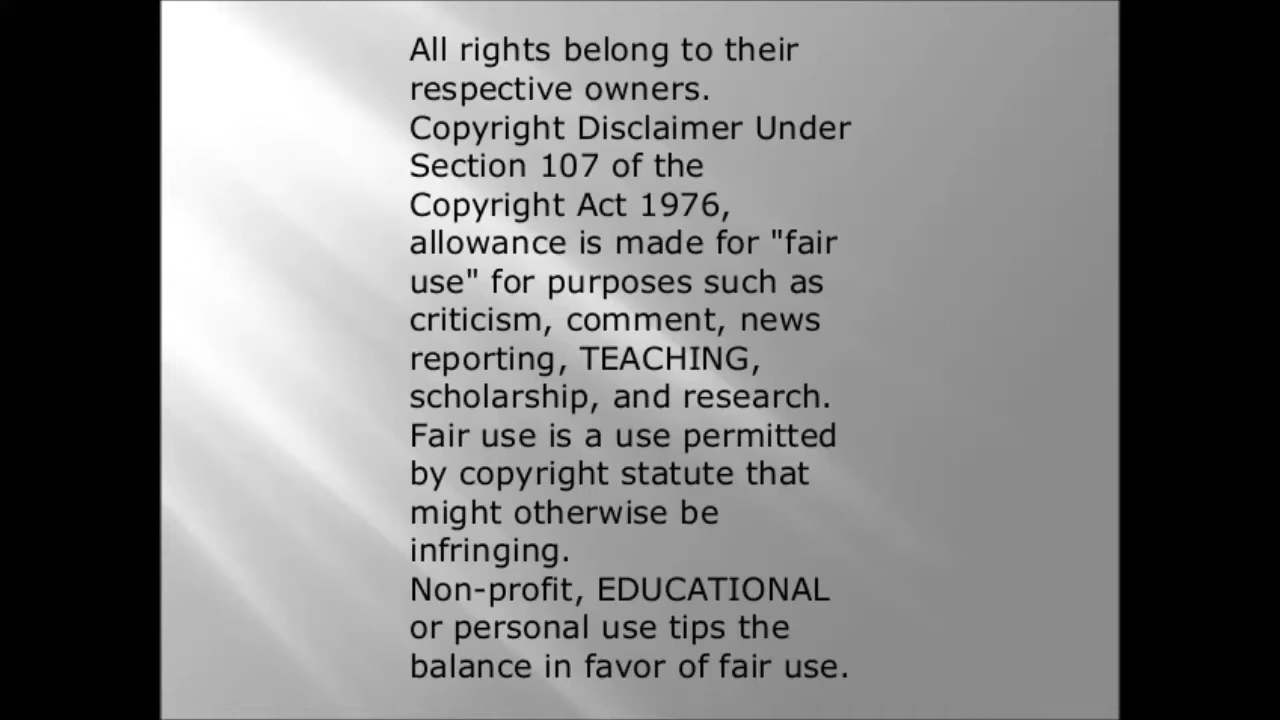 All rights belong to their
respective owners.
Copyright Disclaimer Under
Section 107 of the
Copyright Act 1976,
allowance is made for "fair
use" for purposes such as
criticism, comment, news
reporting, TEACHING,
scholarship, and research.
Fair use is a use permitted
by copyright statute that
might otherwise be
infringing.
Non-profit, EDUCATIONAL
or personal use tips the
balance in favor of fair use.